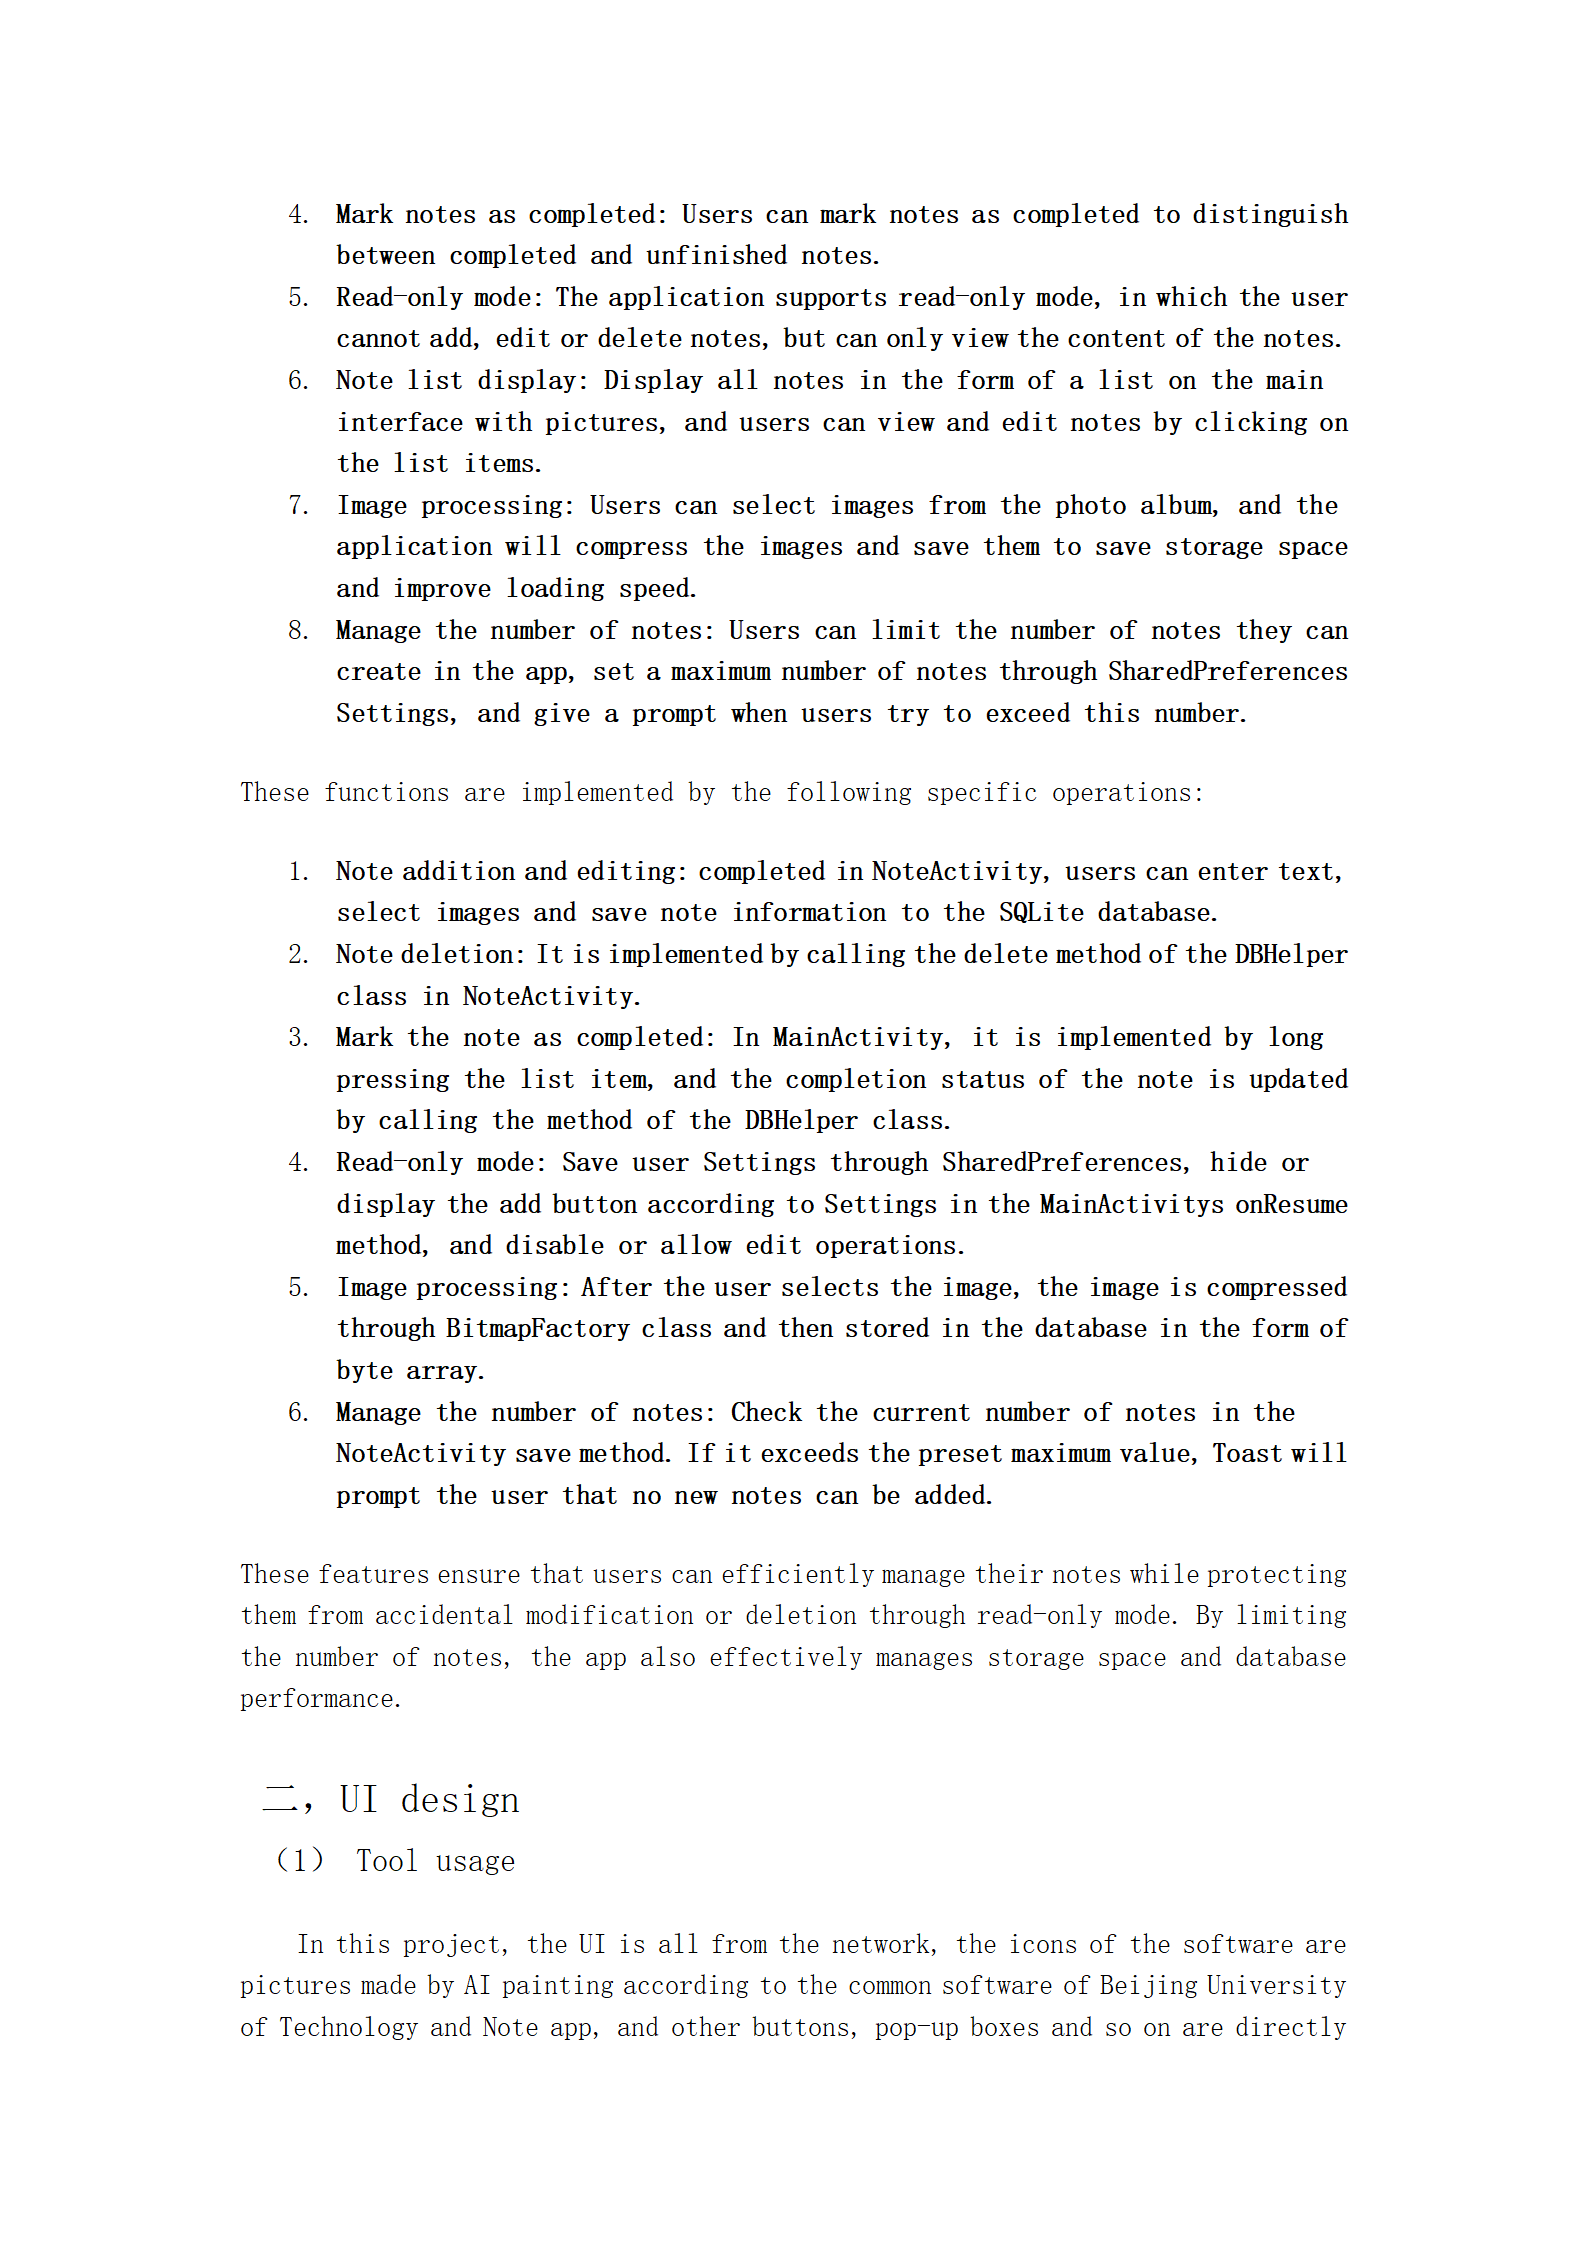 4. Mark notes as completed: Users can mark notes as completed to distinguish
between completed and unfinished notes.
5. Read-only mode: The application supports read-only mode, in which the user
cannot add, edit or delete notes, but can only view the content of the notes.
6. Note list display: Display all notes in the form of a list on the main
interface with pictures, and users can view and edit notes by clicking on
the list items.
7. Image processing: Users can select images from the photo album, and the
application will compress the images and save them to save storage space
and improve loading speed.
8. Manage the number of notes: Users can limit the number of notes they can
create in the app, set a maximum number of notes through SharedPreferences
Settings, and give a prompt when users try to exceed this number.
These functions are implemented by the following specific operations:
1. Note addition and editing: completed in NoteActivity, users can enter text,
select images and save note information to the SQLite database.
2. Note deletion: It is implemented by calling the delete method of the DBHelper
class in NoteActivity.
3. Mark the note as completed: In MainActivity, it is implemented by long
pressing the list item, and the completion status of the note is updated
by calling the method of the DBHelper class.
4. Read-only mode: Save user Settings through SharedPreferences, hide or
display the add button according to Settings in the MainActivitys onResume
method, and disable or allow edit operations.
5. Image processing: After the user selects the image, the image is compressed
through BitmapFactory class and then stored in the database in the form of
byte array.
6. Manage the number of notes: Check the current number of notes in the
NoteActivity save method. If it exceeds the preset maximum value, Toast will
prompt the user that no new notes can be added.
These features ensure that users can efficiently manage their notes while protecting
them from accidental modification or deletion through read-only mode. By limiting
the number of notes, the app also effectively manages storage space and database
performance.
二，UI design
（1） Tool usage
In this project, the UI is all from the network, the icons of the software are
pictures made by AI painting according to the common software of Beijing University
of Technology and Note app, and other buttons, pop-up boxes and so on are directly